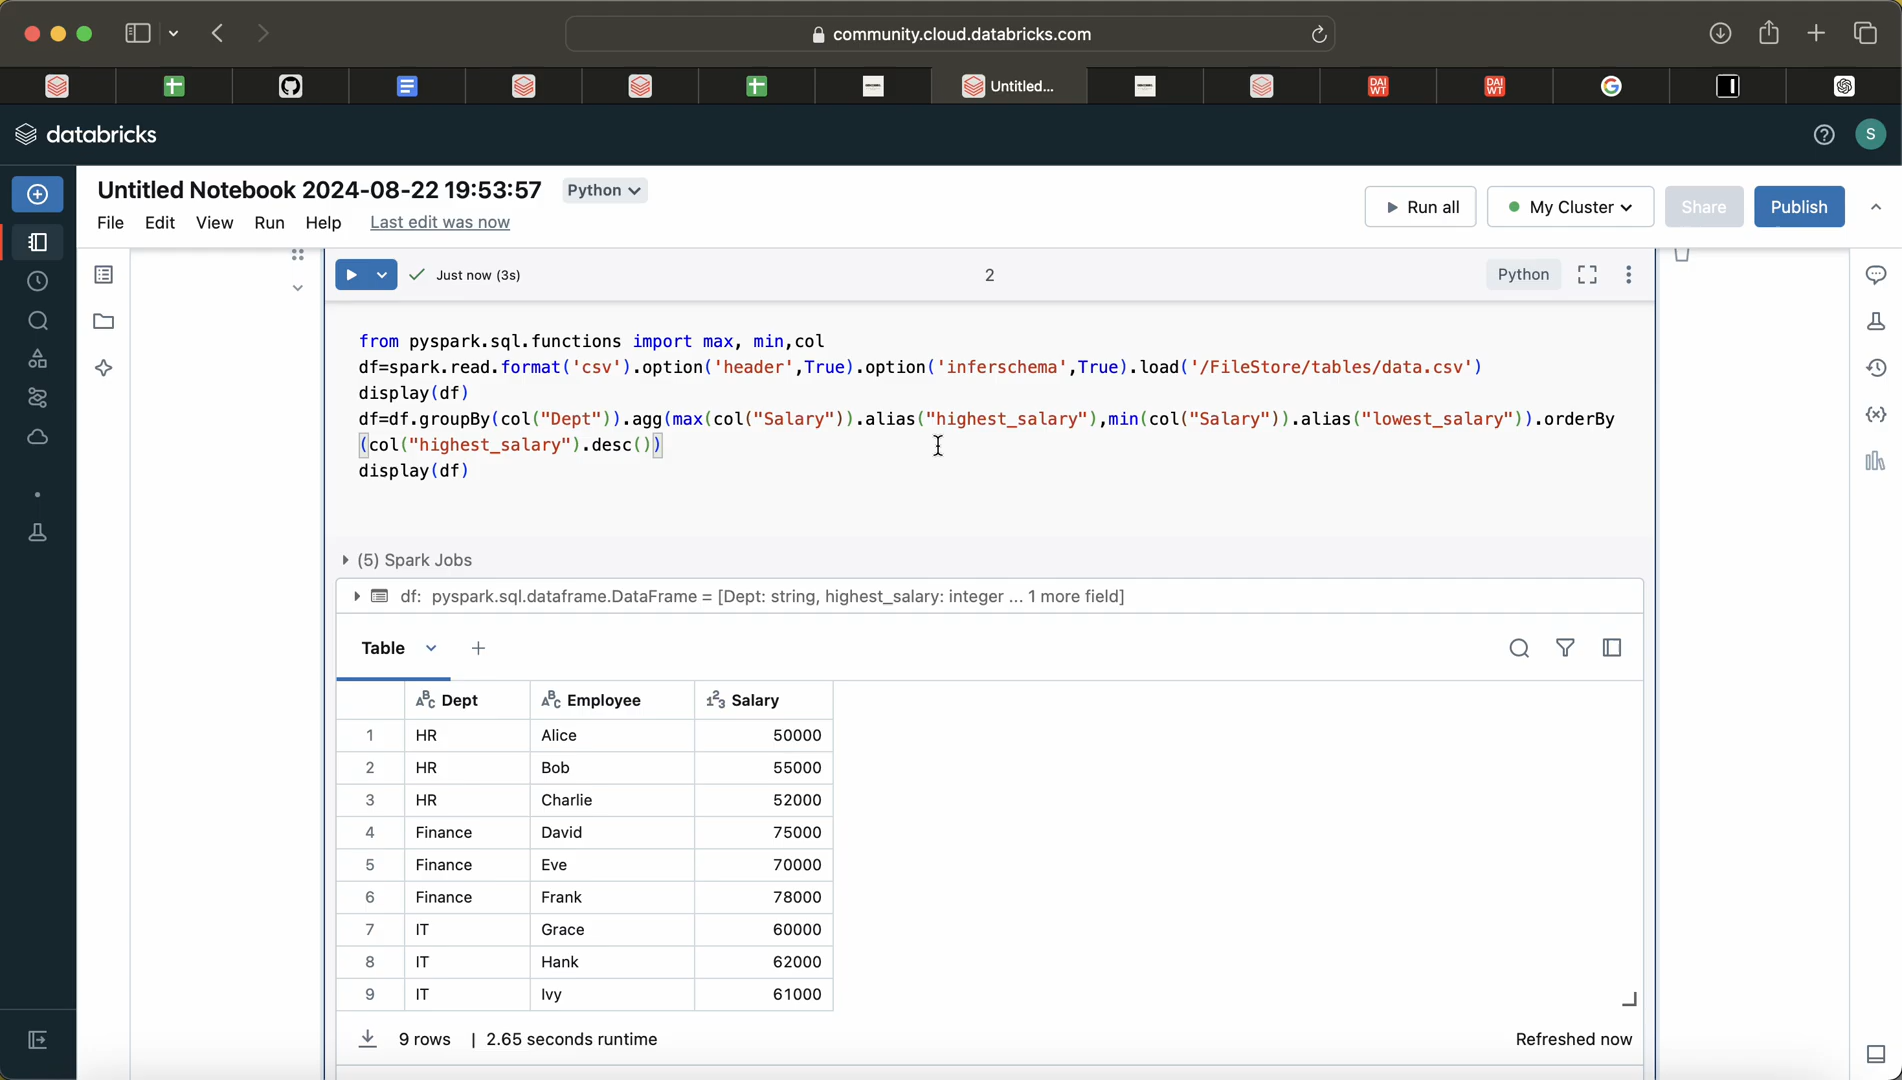 community.cloud.databricks.com
Untitled...
DAI
WT
DAI
WT
databricks
S
Untitled Notebook 2024-08-22 19:53:57 Python
File Edit View Run Help Last edit was now
Run all
My Cluster
Share
Publish
Just now (3s)
2
Python
from pyspark.sql.functions import max, min,col
df=spark.read.format('csv').option('header',True).option('inferschema',True).load('/FileStore/tables/data.csv')
display(df)
df=df.groupBy(col("Dept")).agg(max(col("Salary")).alias("highest_salary"),min(col("Salary")).alias("lowest_salary")).orderBy
(col("highest_salary").desc())
display(df)
(5) Spark Jobs
df: pyspark.sql.dataframe.DataFrame = [Dept: string, highest_salary: integer ... 1 more field]
Table
Dept Employee Salary
1 HR Alice 50000
2 HR Bob 55000
3 HR Charlie 52000
4 Finance David 75000
5 Finance Eve 70000
6 Finance Frank 78000
7 IT Grace 60000
8 IT Hank 62000
9 IT Ivy 61000
9 rows | 2.65 seconds runtime
Refreshed now